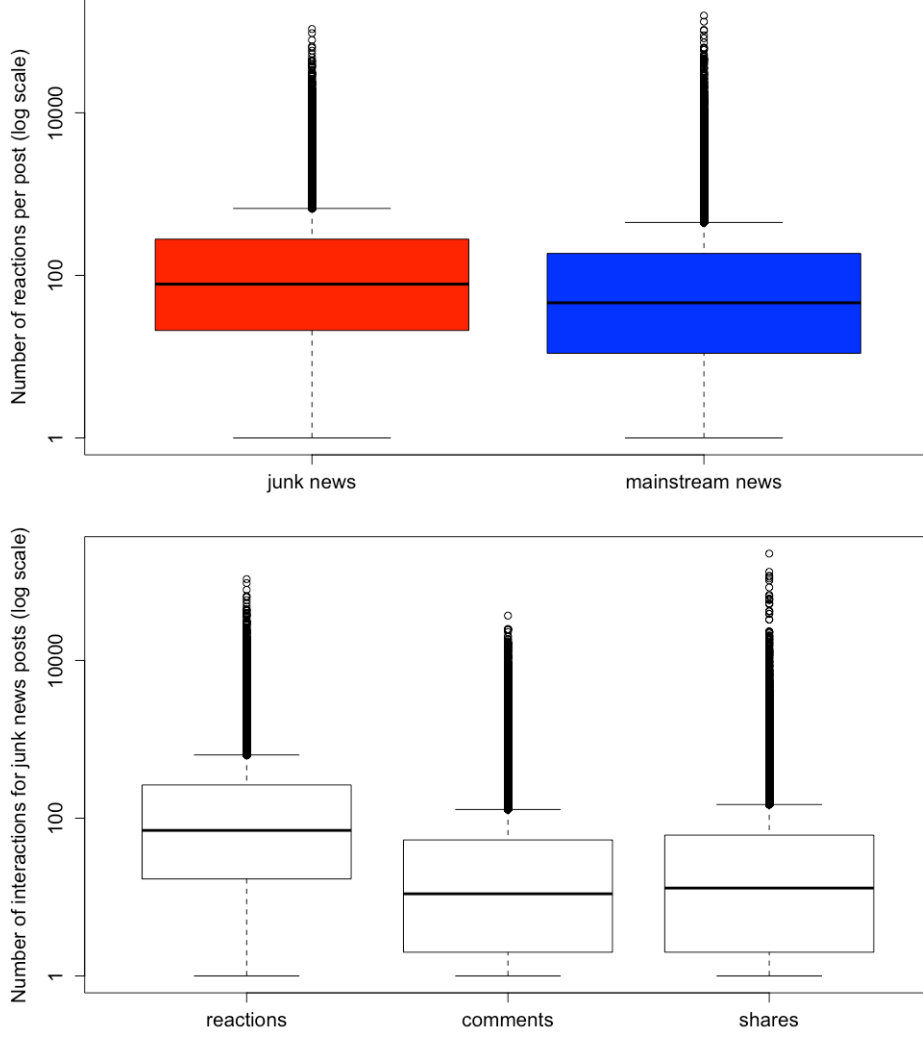 Number of reactions per post (log scale)
10000
100
1
junk news
mainstream news
Number of interactions for junk news posts (log scale)
10000
100
1
reactions
comments
shares